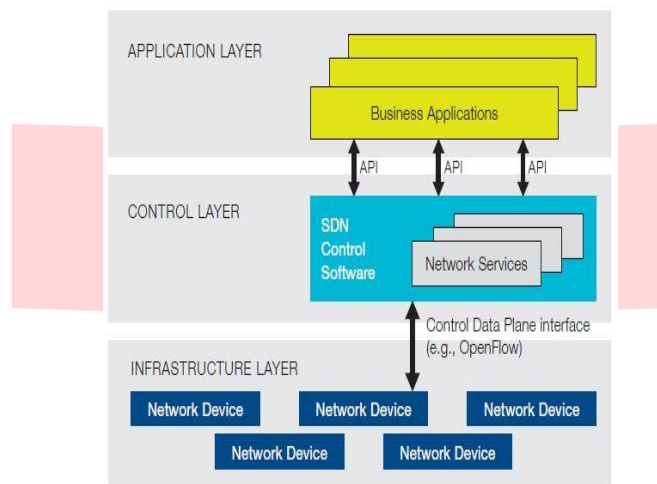 APPLICATION LAYER
Business Applications
API API API
CONTROL LAYER
SDN
Control
Software
Network Services
Control Data Plane interface
(e.g., OpenFlow)
INFRASTRUCTURE LAYER
Network Device Network Device Network Device
Network Device Network Device